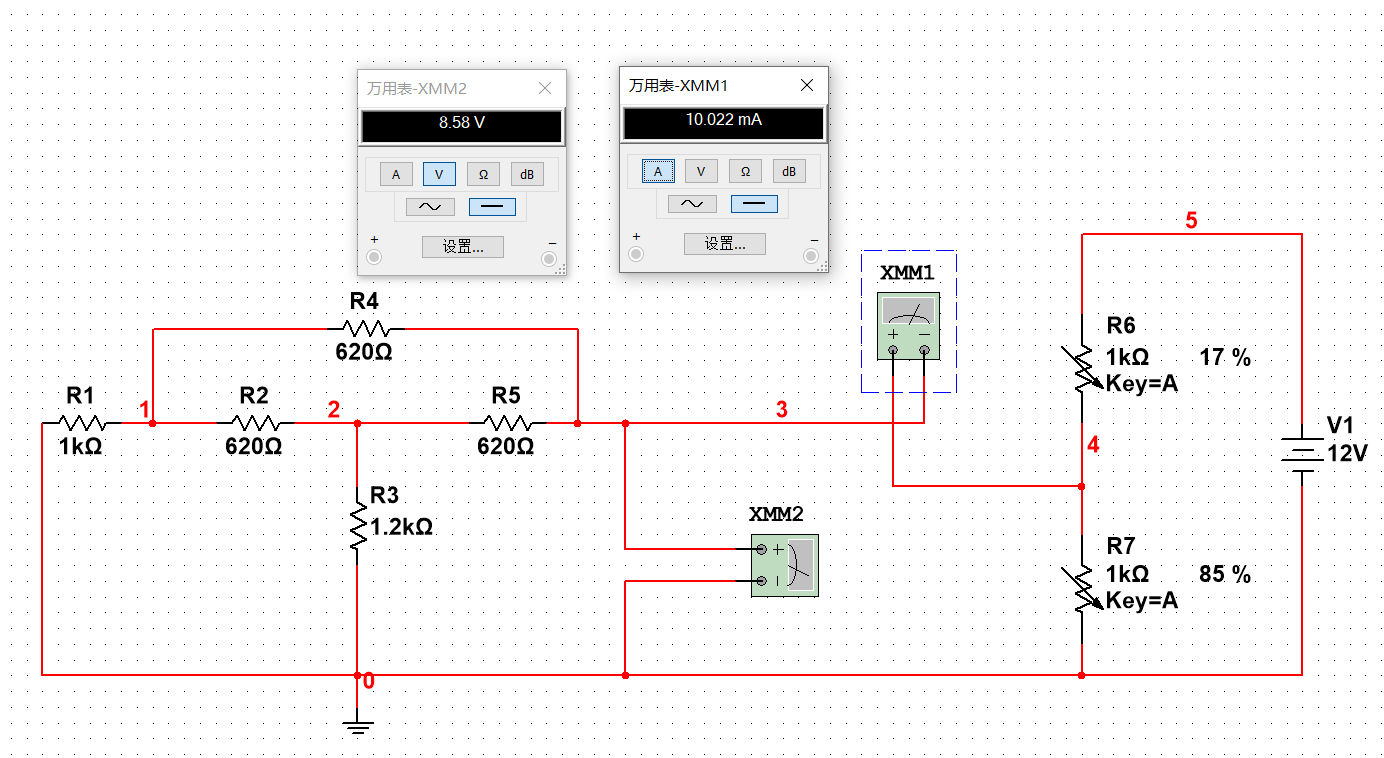 万用表-XMM2
8.58 V
A V Ω dB
+ 设置... −
万用表-XMM1
10.022 mA
A V Ω dB
+ 设置... −
5
XMM1
+ −
R4
620Ω
R6
1kΩ 17 %
Key=A
R1
1kΩ
1
R2
620Ω
2
R5
620Ω
3
4
V1
12V
R3
1.2kΩ
XMM2
+
−
R7
1kΩ 85 %
Key=A
0